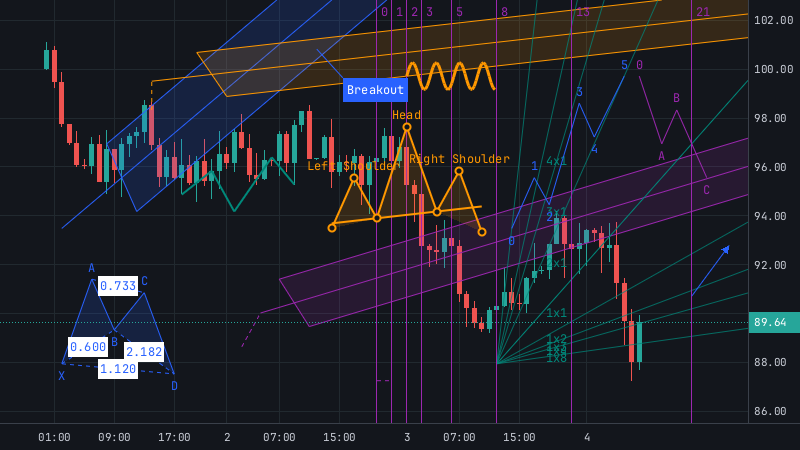 0 1 2 3 5 8 13 21
102.00
100.00
98.00
96.00
94.00
92.00
89.64
88.00
86.00
Breakout
Head
Left Shoulder
Right Shoulder
5 0
3
B
4
A
1
C
2
0
4x1
2x1
1x1
1x2
1x8
A
0.733
C
B
0.600
2.182
1.120
X
D
01:00 09:00 17:00 2 07:00 15:00 3 07:00 15:00 4